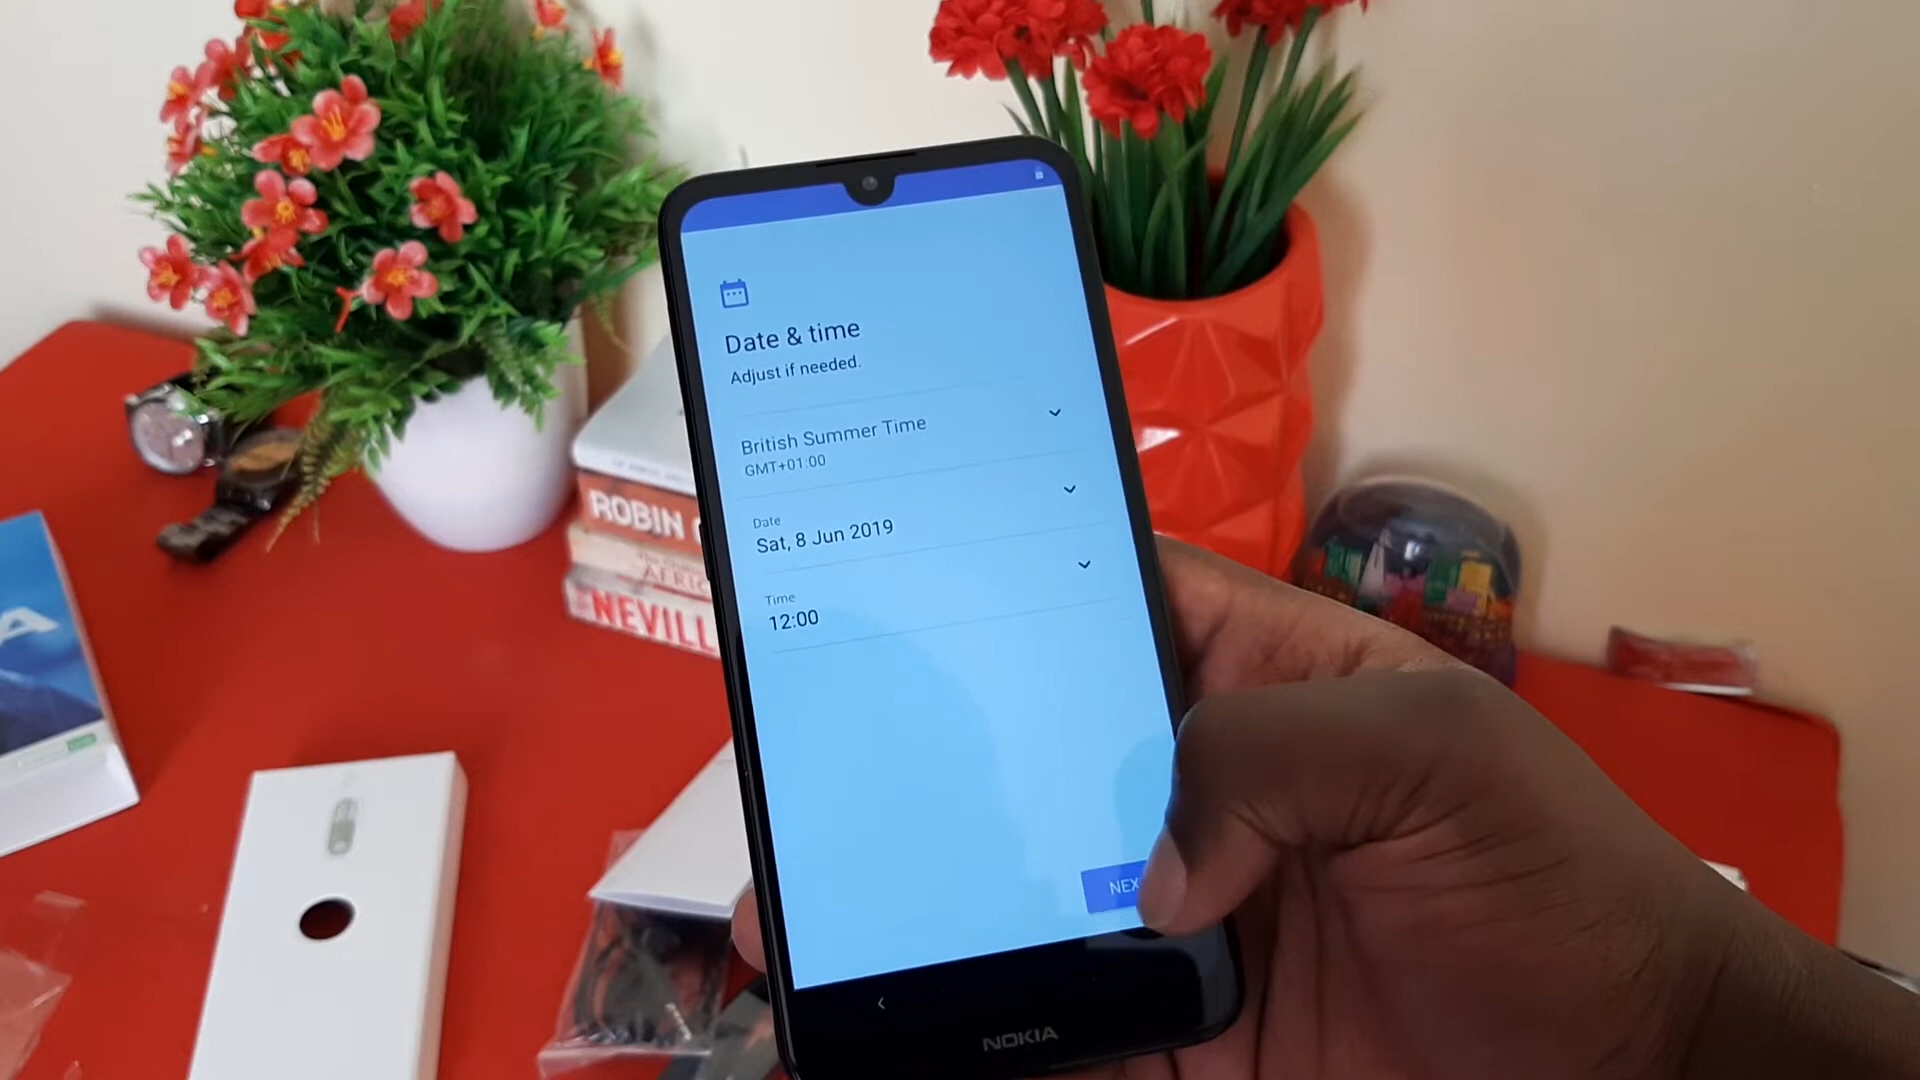 Date & time
Adjust if needed.
British Summer Time
GMT+01:00
Date
Sat, 8 Jun 2019
Time
12:00
NEX
NOKIA
ROBIN
AFRIC
NEVILL
A